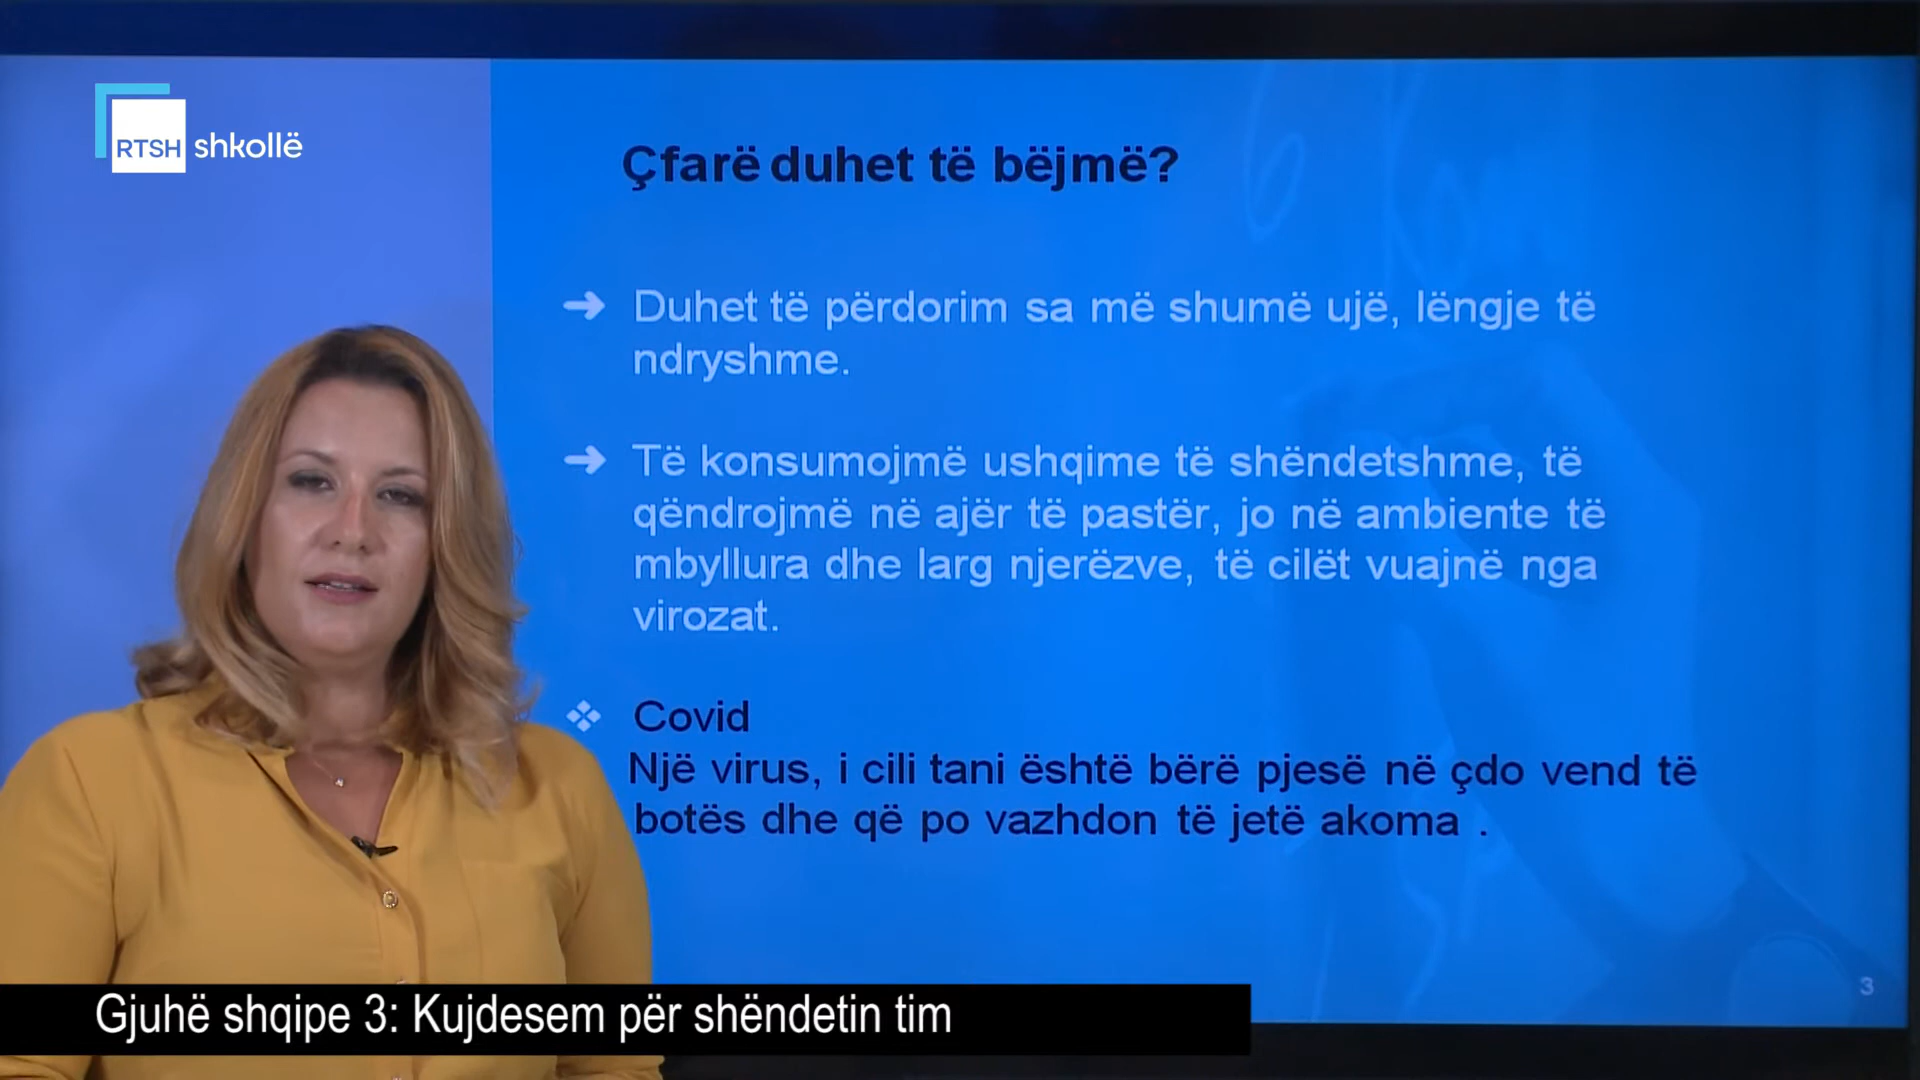 RTSH shkollë
Çfarë duhet të bëjmë?
➜ Duhet të përdorim sa më shumë ujë, lëngje të
ndryshme.
➜ Të konsumojmë ushqime të shëndetshme, të
qëndrojmë në ajër të pastër, jo në ambiente të
mbyllura dhe larg njerëzve, të cilët vuajnë nga
virozat.
❖ Covid
Një virus, i cili tani është bërë pjesë në çdo vend të
botës dhe që po vazhdon të jetë akoma .
3
Gjuhë shqipe 3: Kujdesem për shëndetin tim